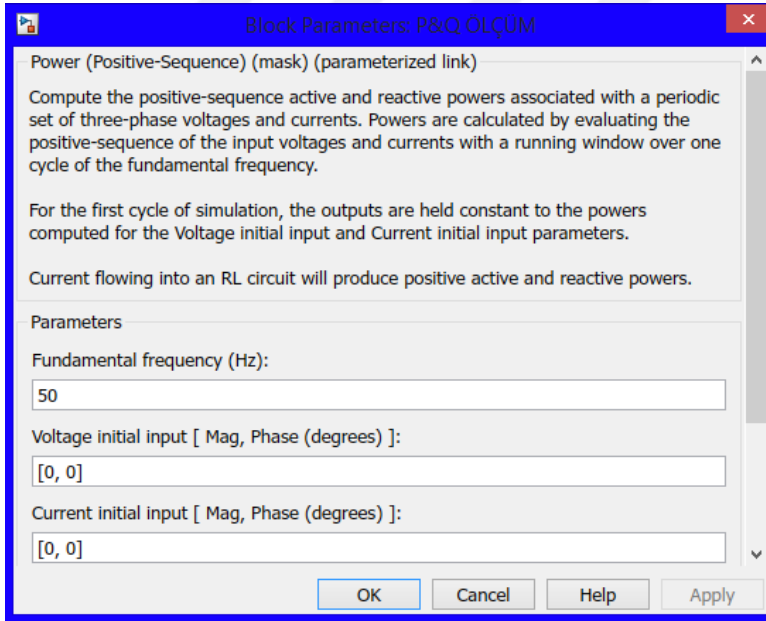 Block Parameters: P&Q ÖLÇÜM
Power (Positive-Sequence) (mask) (parameterized link)
Compute the positive-sequence active and reactive powers associated with a periodic
set of three-phase voltages and currents. Powers are calculated by evaluating the
positive-sequence of the input voltages and currents with a running window over one
cycle of the fundamental frequency.
For the first cycle of simulation, the outputs are held constant to the powers
computed for the Voltage initial input and Current initial input parameters.
Current flowing into an RL circuit will produce positive active and reactive powers.
Parameters
Fundamental frequency (Hz):
50
Voltage initial input [ Mag, Phase (degrees) ]:
[0, 0]
Current initial input [ Mag, Phase (degrees) ]:
[0, 0]
OK Cancel Help Apply